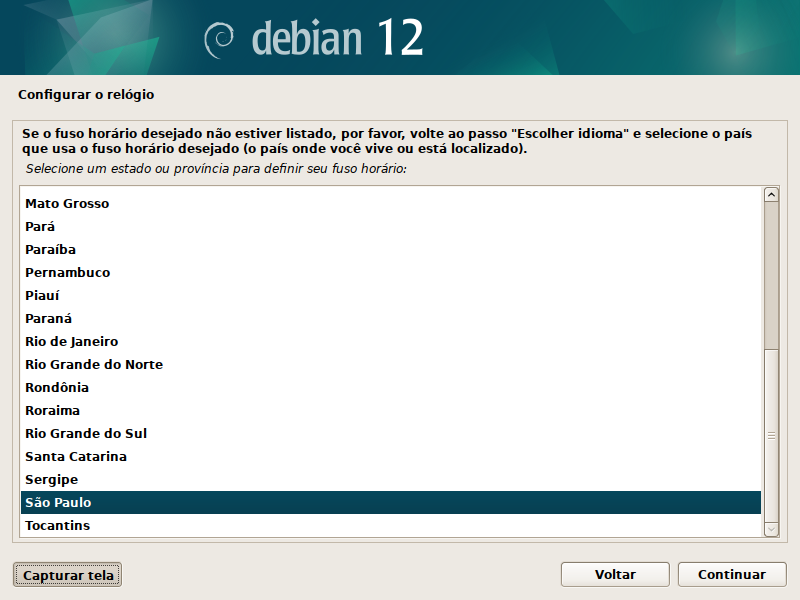 debian 12
Configurar o relógio
Se o fuso horário desejado não estiver listado, por favor, volte ao passo "Escolher idioma" e selecione o país
que usa o fuso horário desejado (o país onde você vive ou está localizado).
Selecione um estado ou província para definir seu fuso horário:
Mato Grosso
Pará
Paraíba
Pernambuco
Piauí
Paraná
Rio de Janeiro
Rio Grande do Norte
Rondônia
Roraima
Rio Grande do Sul
Santa Catarina
Sergipe
São Paulo
Tocantins
Capturar tela
Voltar
Continuar